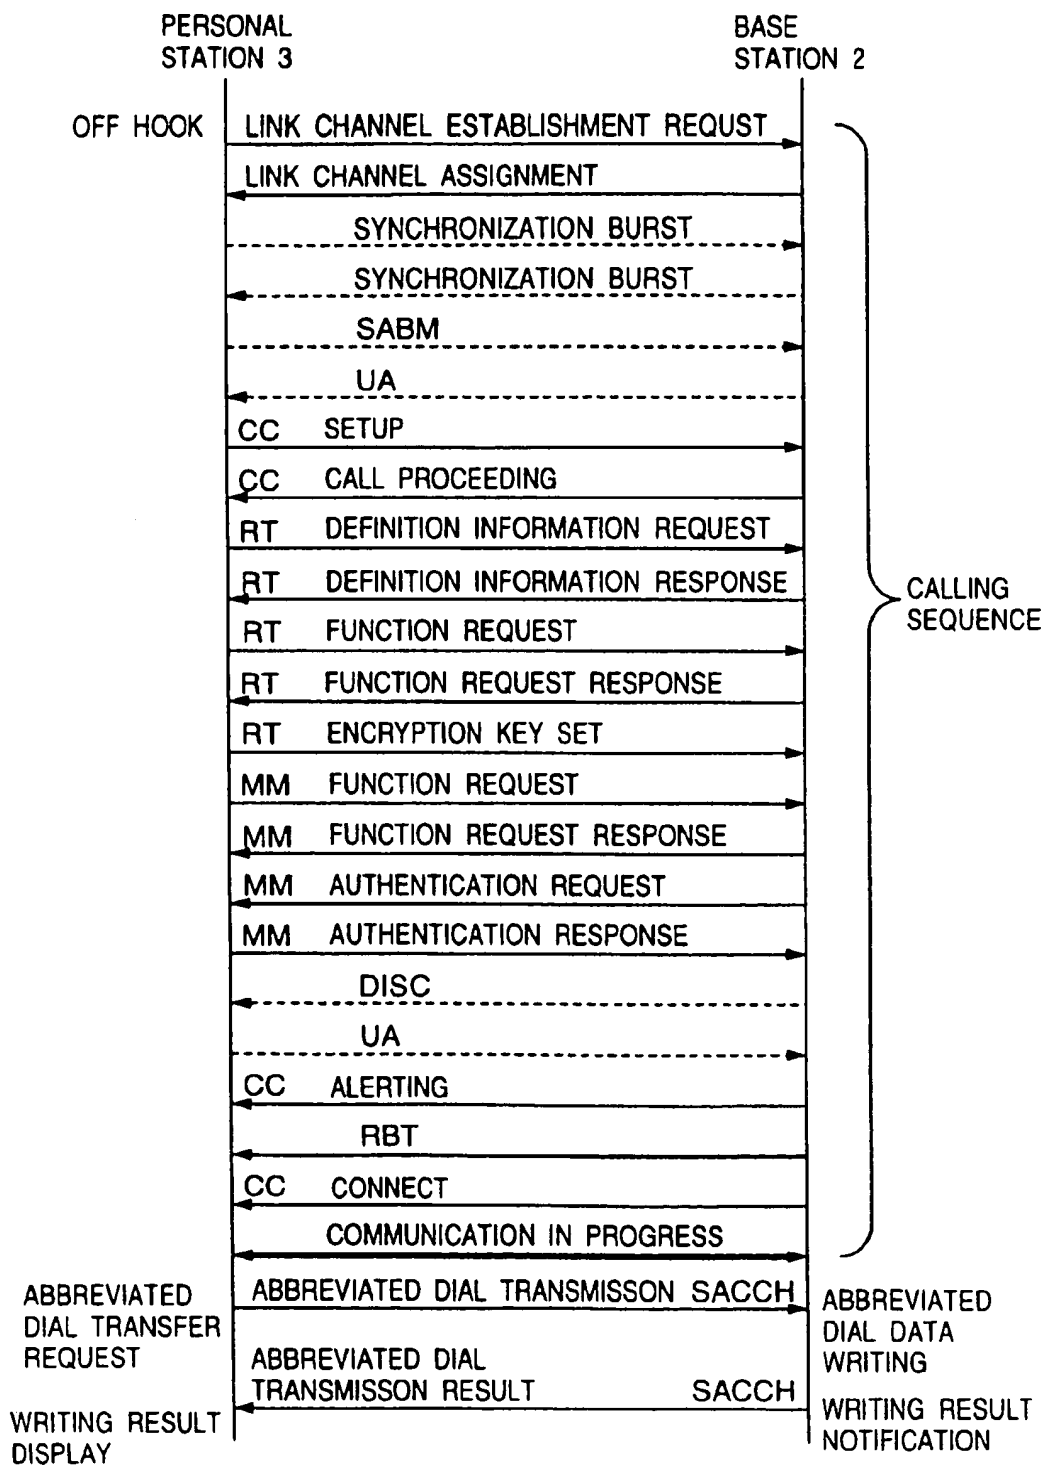 PERSONAL
STATION 3
BASE
STATION 2
OFF HOOK
LINK CHANNEL ESTABLISHMENT REQUST
LINK CHANNEL ASSIGNMENT
SYNCHRONIZATION BURST
SYNCHRONIZATION BURST
SABM
UA
CC SETUP
CC CALL PROCEEDING
RT DEFINITION INFORMATION REQUEST
RT DEFINITION INFORMATION RESPONSE
CALLING
SEQUENCE
RT FUNCTION REQUEST
RT FUNCTION REQUEST RESPONSE
RT ENCRYPTION KEY SET
MM FUNCTION REQUEST
MM FUNCTION REQUEST RESPONSE
MM AUTHENTICATION REQUEST
MM AUTHENTICATION RESPONSE
DISC
UA
CC ALERTING
RBT
CC CONNECT
COMMUNICATION IN PROGRESS
ABBREVIATED
DIAL TRANSFER
REQUEST
ABBREVIATED DIAL TRANSMISSON SACCH
ABBREVIATED
DIAL DATA
WRITING
ABBREVIATED DIAL
TRANSMISSON RESULT SACCH
WRITING RESULT
DISPLAY
WRITING RESULT
NOTIFICATION